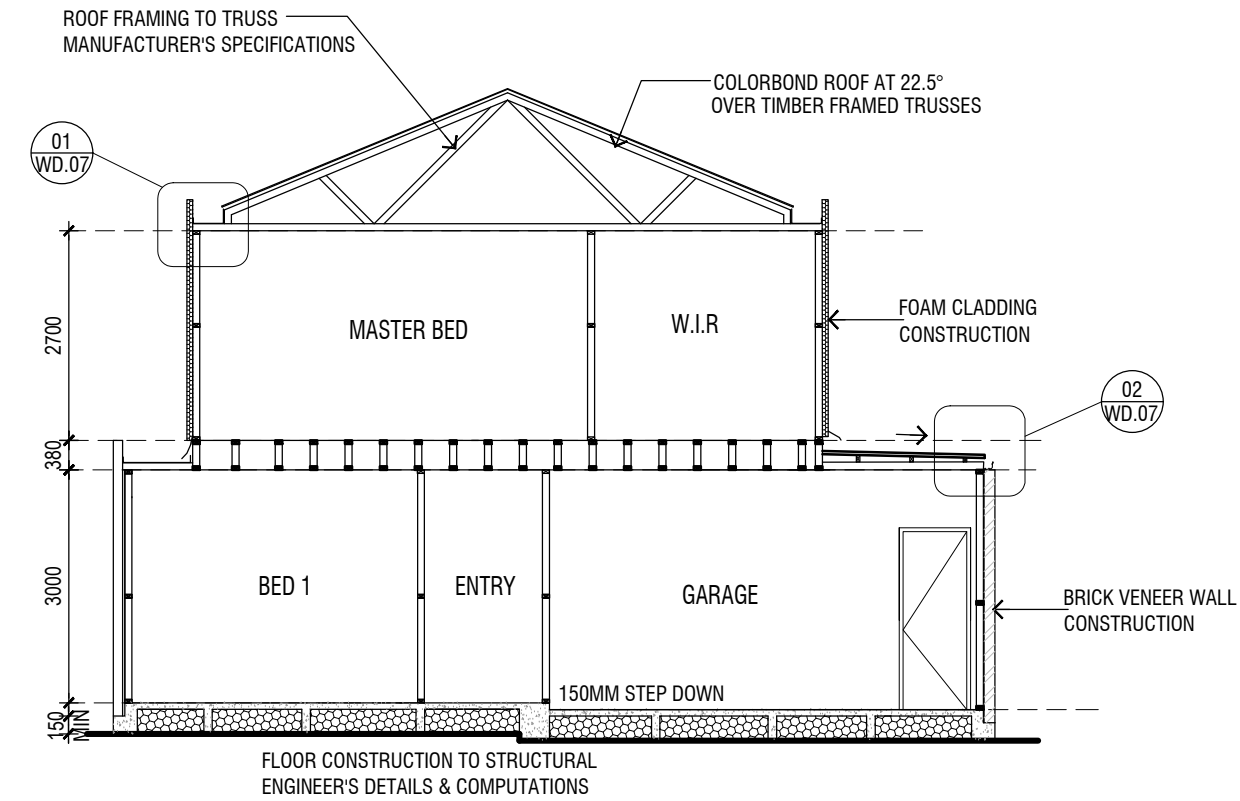 ROOF FRAMING TO TRUSS
MANUFACTURER'S SPECIFICATIONS
COLORBOND ROOF AT 22.5°
OVER TIMBER FRAMED TRUSSES
01
WD.07
2700
MASTER BED
W.I.R
FOAM CLADDING
CONSTRUCTION
02
WD.07
380
3000
BED 1
ENTRY
GARAGE
BRICK VENEER WALL
CONSTRUCTION
150MM STEP DOWN
150
MIN
FLOOR CONSTRUCTION TO STRUCTURAL
ENGINEER'S DETAILS & COMPUTATIONS